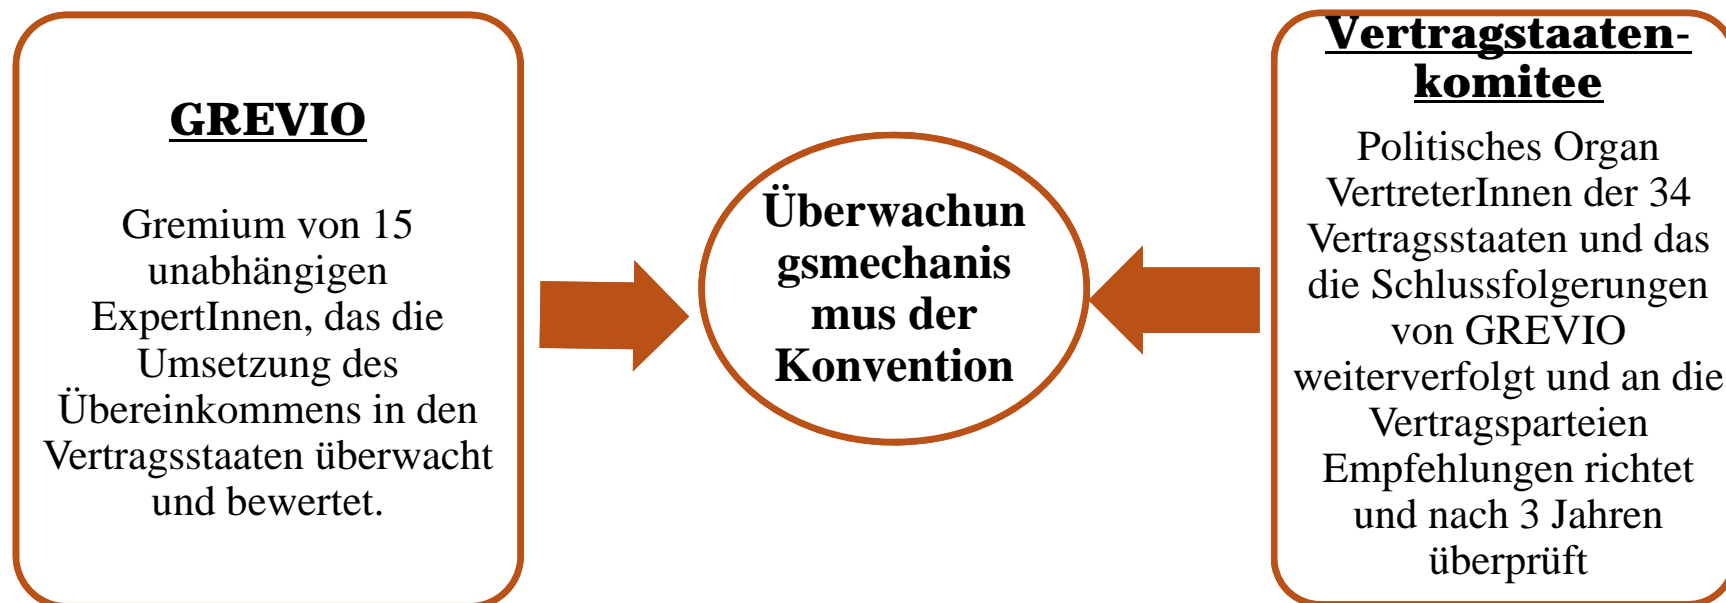 GREVIO
Gremium von 15
unabhängigen
ExpertInnen, das die
Umsetzung des
Übereinkommens in den
Vertragsstaaten überwacht
und bewertet.
Überwachun
gsmechanis
mus der
Konvention
Vertragstaaten-
komitee
Politisches Organ
VertreterInnen der 34
Vertragsstaaten und das
die Schlussfolgerungen
von GREVIO
weiterverfolgt und an die
Vertragsparteien
Empfehlungen richtet
und nach 3 Jahren
überprüft